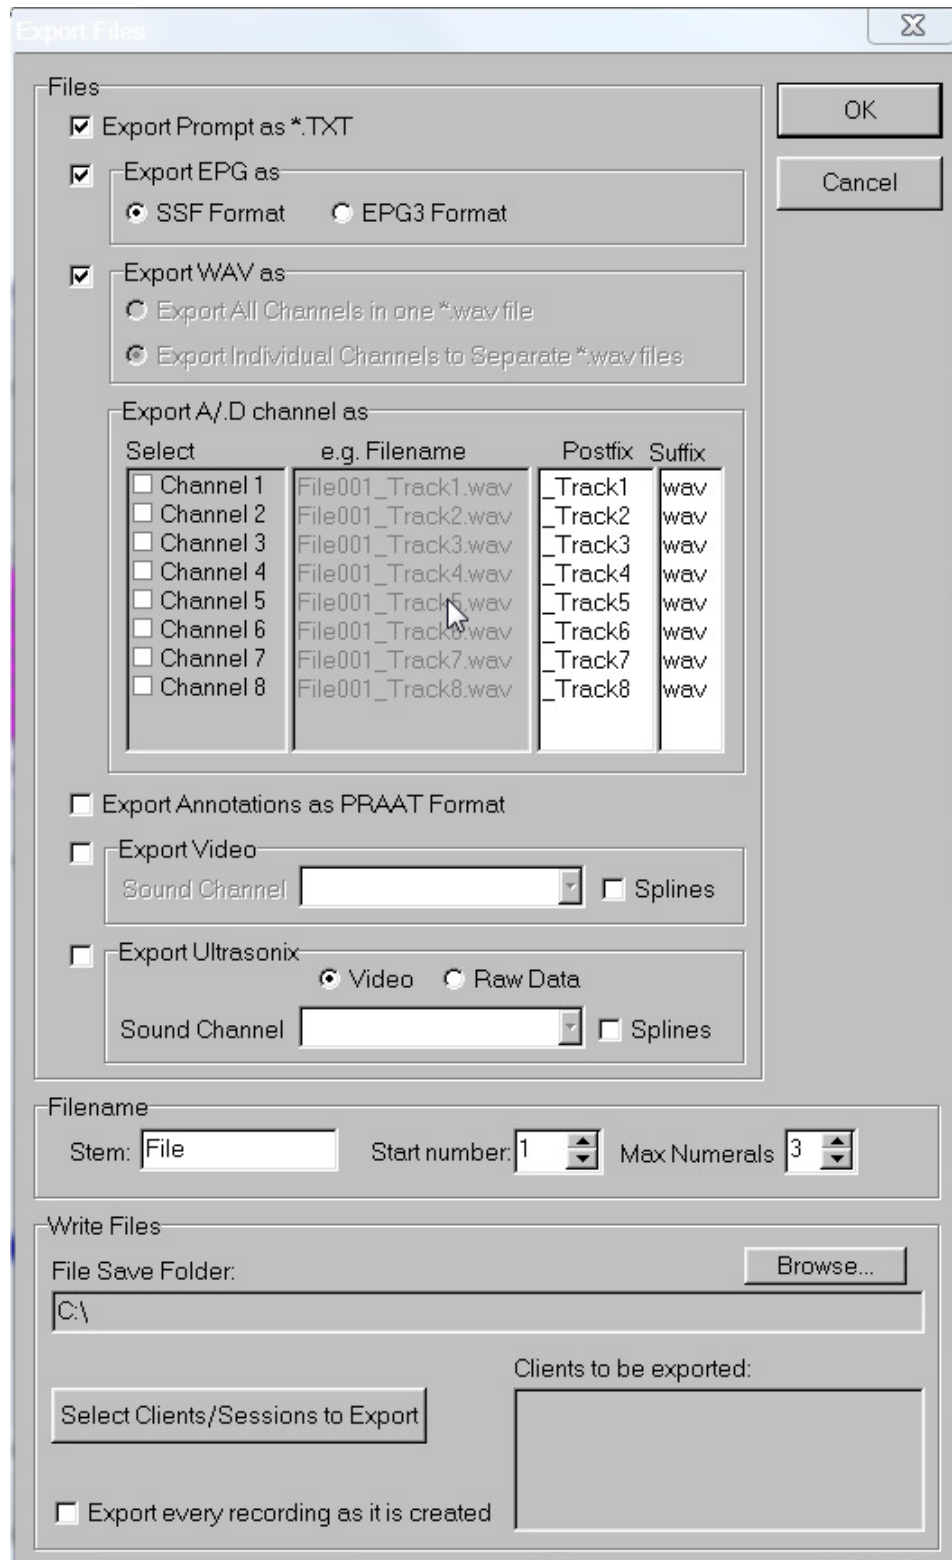 Export Files
Files
Export Prompt as *.TXT
OK
Export EPG as
Cancel
SSF Format EPG3 Format
Export WAV as
Export All Channels in one *.wav file
Export Individual Channels to Separate *.wav files
Export A/.D channel as
Select e.g. Filename Postfix Suffix
Channel 1 File001_Track1.wav _Track1 wav
Channel 2 File001_Track2.wav _Track2 wav
Channel 3 File001_Track3.wav _Track3 wav
Channel 4 File001_Track4.wav _Track4 wav
Channel 5 File001_Track5.wav _Track5 wav
Channel 6 File001_Track6.wav _Track6 wav
Channel 7 File001_Track7.wav _Track7 wav
Channel 8 File001_Track8.wav _Track8 wav
Export Annotations as PRAAT Format
Export Video
Sound Channel Splines
Export Ultrasonix
Video Raw Data
Sound Channel Splines
Filename
Stem: File Start number: 1 Max Numerals 3
Write Files
File Save Folder: Browse...
C:\
Clients to be exported:
Select Clients/Sessions to Export
Export every recording as it is created